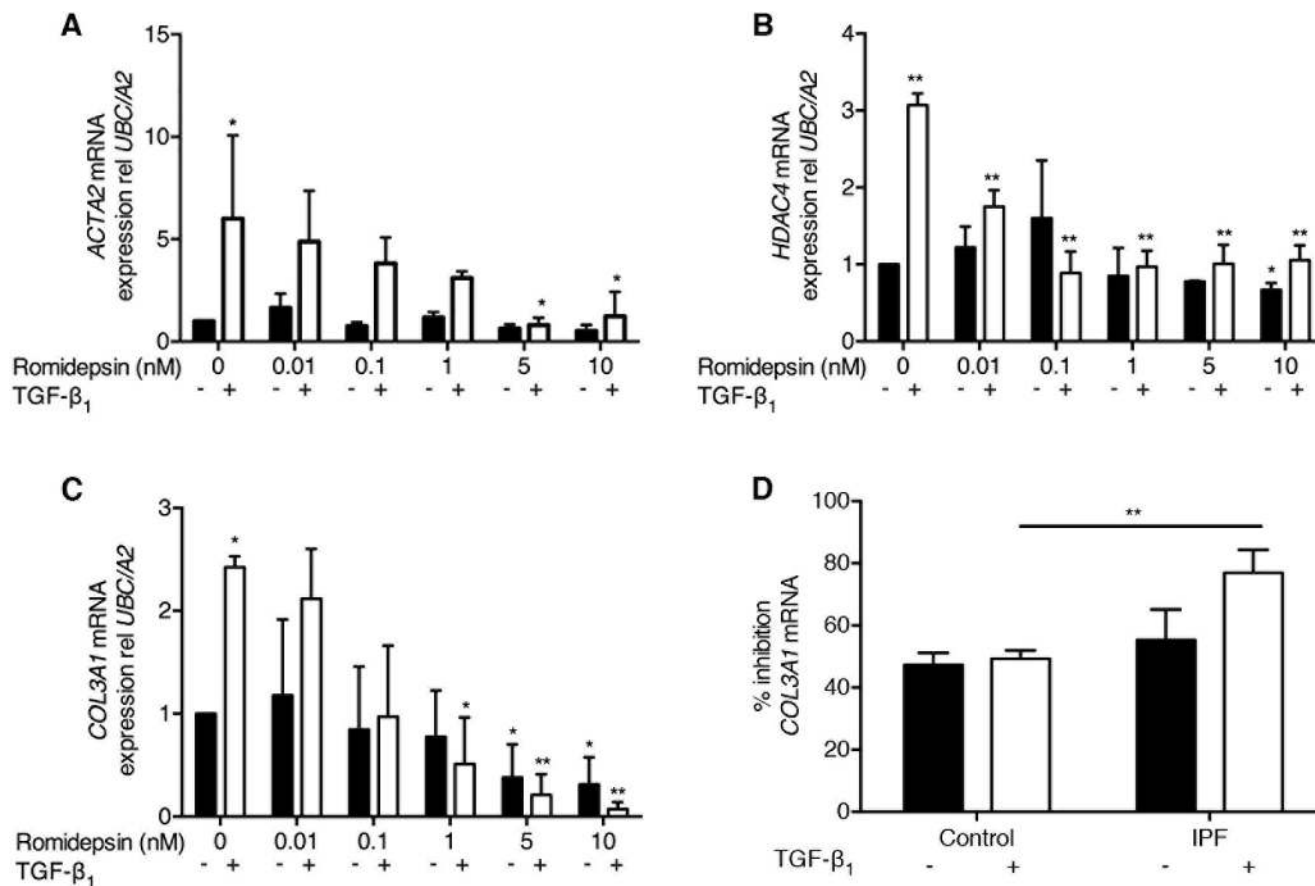 A
ACTA2 mRNA
expression rel UBC/A2
15
10
5
0
*
*
*
Romidepsin (nM) 0 0.01 0.1 1 5 10
TGF-β₁ - + - + - + - + - + - +
B
HDAC4 mRNA
expression rel UBC/A2
4
3
2
1
0
**
**
**
**
**
*
**
Romidepsin (nM) 0 0.01 0.1 1 5 10
TGF-β₁ - + - + - + - + - + - +
C
COL3A1 mRNA
expression rel UBC/A2
3
2
1
0
*
*
*
**
*
**
Romidepsin (nM) 0 0.01 0.1 1 5 10
TGF-β₁ - + - + - + - + - + - +
D
% inhibition
COL3A1 mRNA
100
80
60
40
20
0
**
Control IPF
TGF-β₁ - + - +